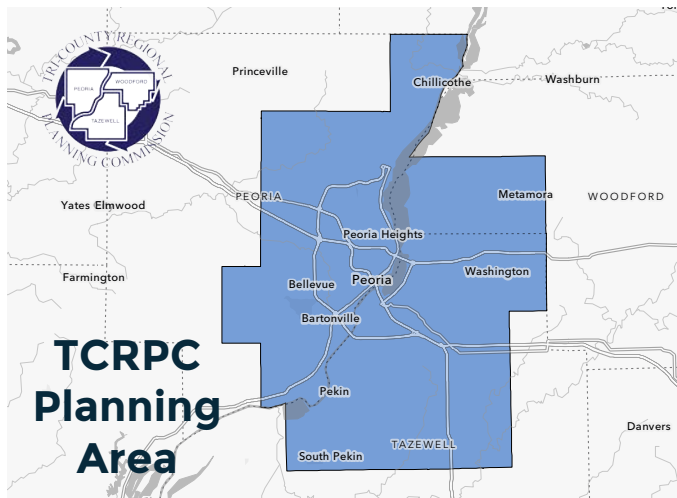 TRI-COUNTY REGIONAL
PLANNING COMMISSION
PEORIA
WOODFORD
TAZEWELL
Princeville
Chillicothe
Washburn
Yates Elmwood
PEORIA
Metamora
WOODFORD
Peoria Heights
Farmington
Bellevue
Peoria
Washington
Bartonville
TCRPC
Planning
Area
Pekin
Danvers
TAZEWELL
South Pekin